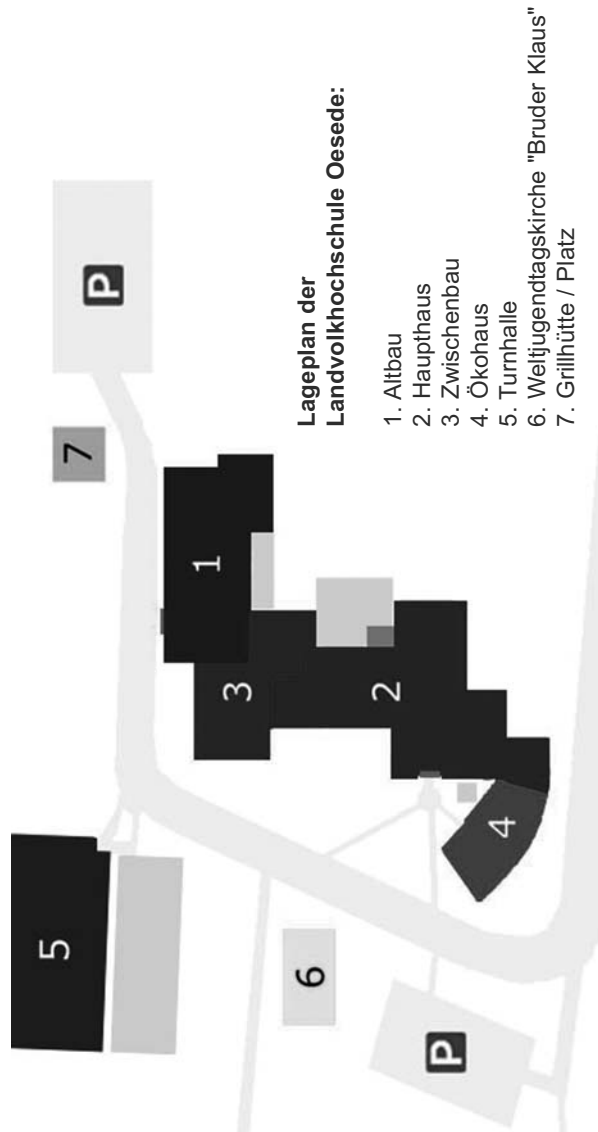 P
7
Lageplan der
Landvolkhochschule Oesede:
1. Altbau
2. Haupthaus
3. Zwischenbau
4. Ökohaus
5. Turnhalle
6. Weltjugendtagskirche "Bruder Klaus"
7. Grillhütte / Platz
1
3
2
5
4
6
P